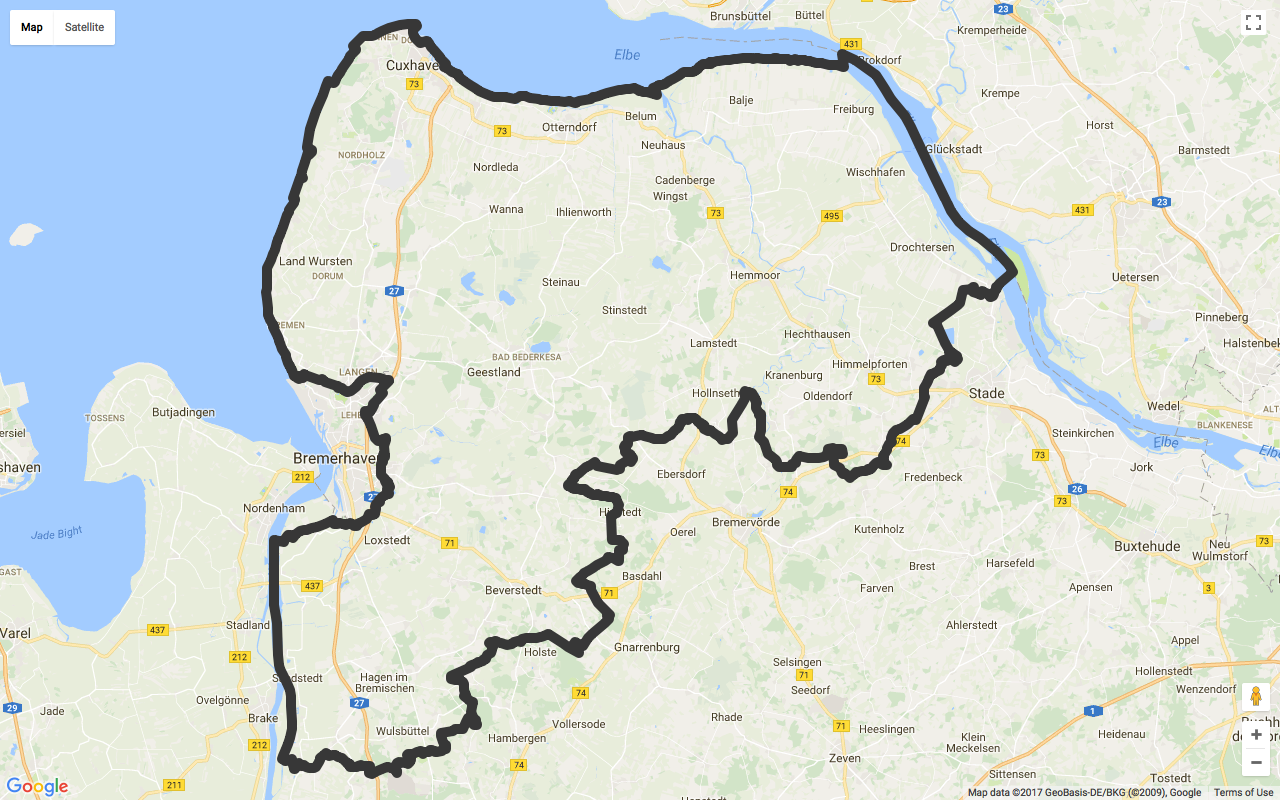 Map
Satellite
Brunsbüttel
Büttel
23
Kremperheide
431
Elbe
Brokdorf
Cuxhaven
73
Krempe
Balje
Freiburg
Belum
Otterndorf
73
Horst
Neuhaus
Glückstadt
Barmstedt
NORDHOLZ
Nordleda
Wischhafen
Cadenberge
Wingst
Wanna
Ihlienworth
73
495
431
23
Drochtersen
Land Wursten
DORUM
Hemmoor
Uetersen
Steinau
27
Stinstedt
Pinneberg
Hechthausen
Lamstedt
Halstenbek
BAD BEDERKESA
Geestland
LANGEN
Himmelpforten
Kranenburg
73
Oldendorf
Stade
Butjadingen
TOSSENS
Wedel
BLANKENESE
Steinkirchen
Elbe
74
Bremerhaven
73
Jork
212
Ebersdorf
Fredenbeck
26
74
73
Nordenham
Bremervörde
Oerel
Kutenholz
Jade Bight
Loxstedt
71
Buxtehude
Neu
Wulmstorf
73
Harsefeld
Brest
Basdahl
437
Beverstedt
71
Farven
Apensen
3
Stadland
437
Varel
Ahlerstedt
Appel
212
Holste
Gnarrenburg
Selsingen
71
Hollenstedt
Hagen im
Bremischen
Seedorf
Wenzendorf
Ovelgönne
74
27
29
Jade
Brake
Rhade
Vollersode
71
1
Wulsbüttel
Heeslingen
Heidenau
Hambergen
Klein
Meckelsen
212
74
Zeven
Sittensen
Tostedt
211
Google
Map data ©2017 GeoBasis-DE/BKG (©2009), Google
Terms of Use